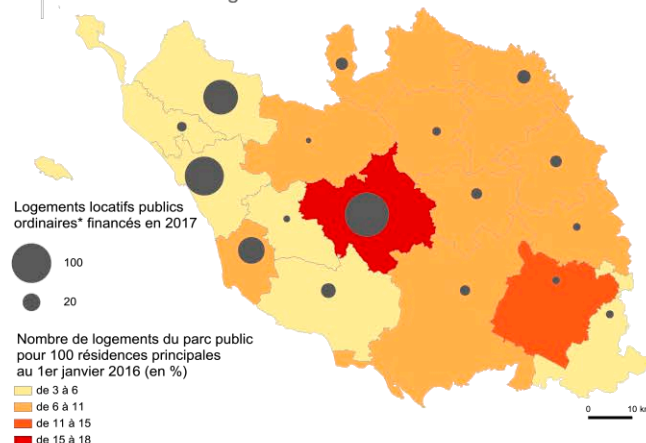 Logements locatifs publics
ordinaires* financés en 2017
100
20
Nombre de logements du parc public
pour 100 résidences principales
au 1er janvier 2016 (en %)
de 3 à 6
de 6 à 11
de 11 à 15
de 15 à 18
0 10